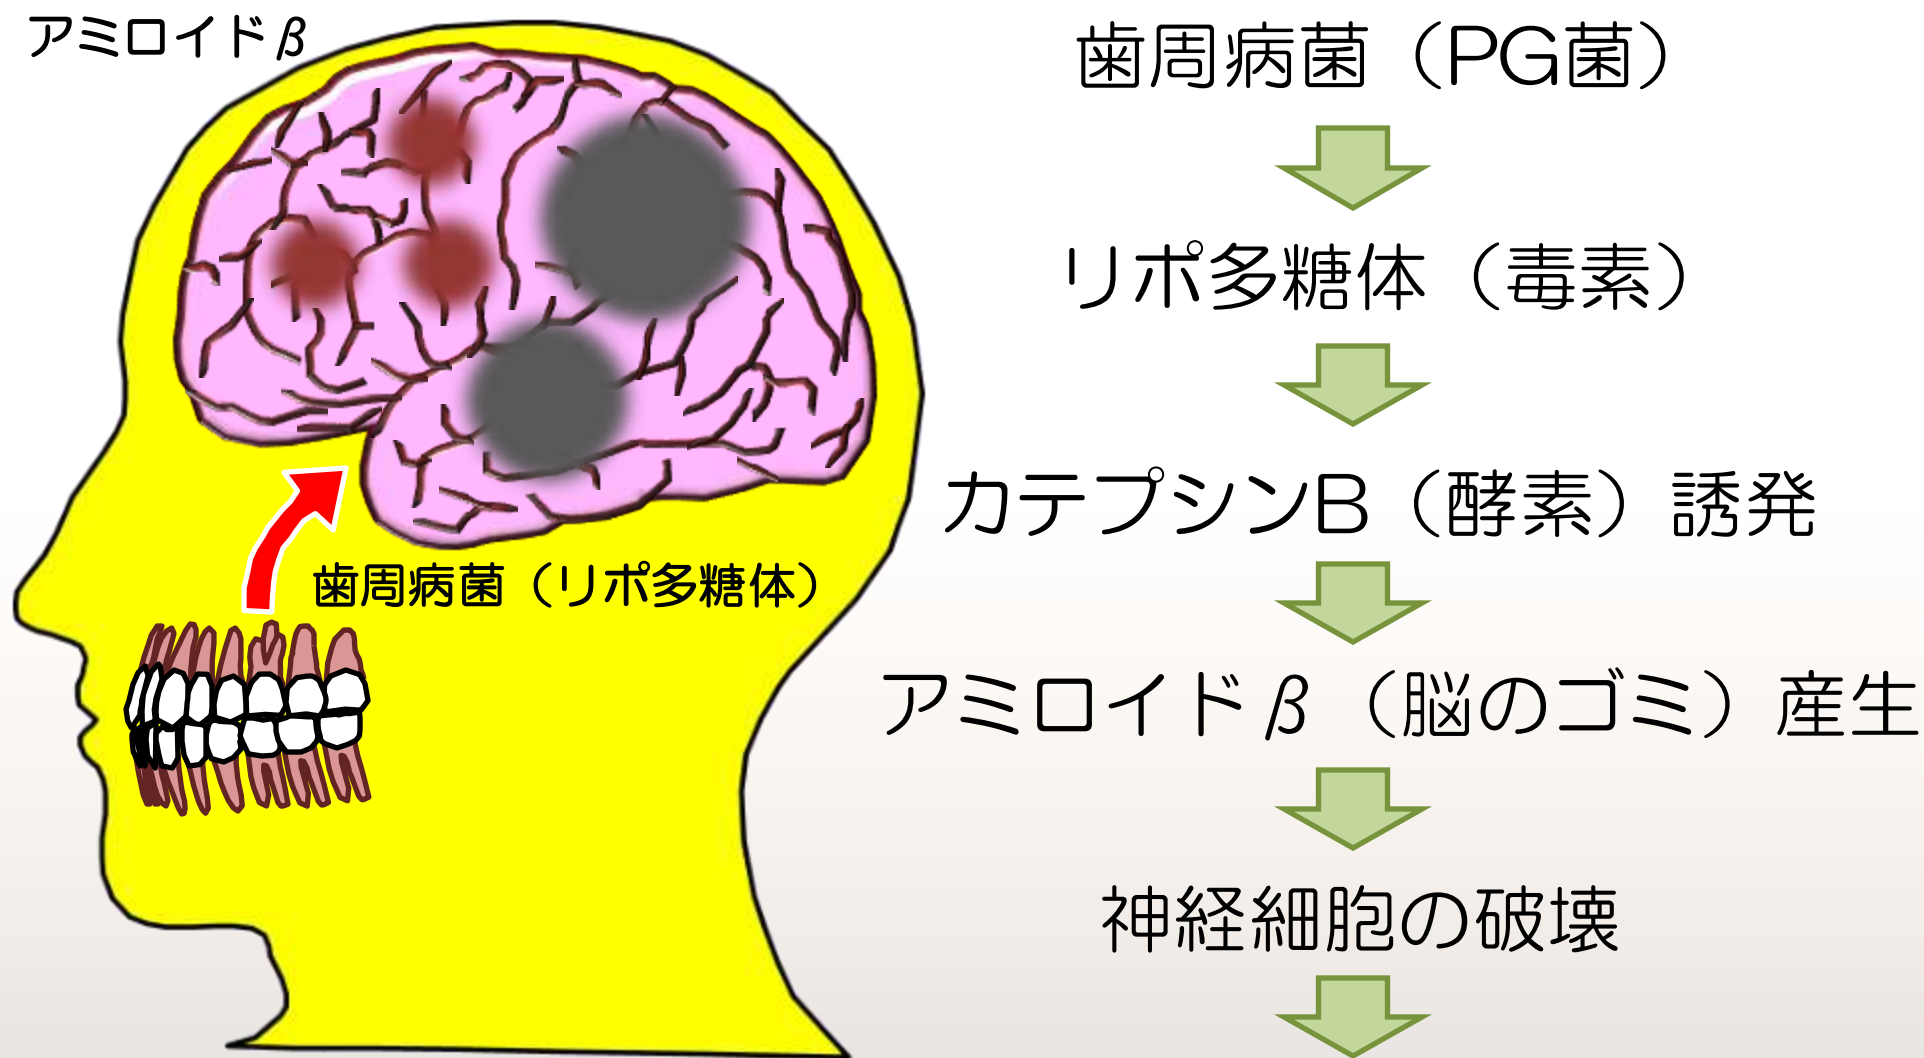 アミロイドβ
歯周病菌（リポ多糖体）
歯周病菌（PG菌）
リポ多糖体（毒素）
カテプシンB（酵素）誘発
アミロイドβ（脳のゴミ）産生
神経細胞の破壊